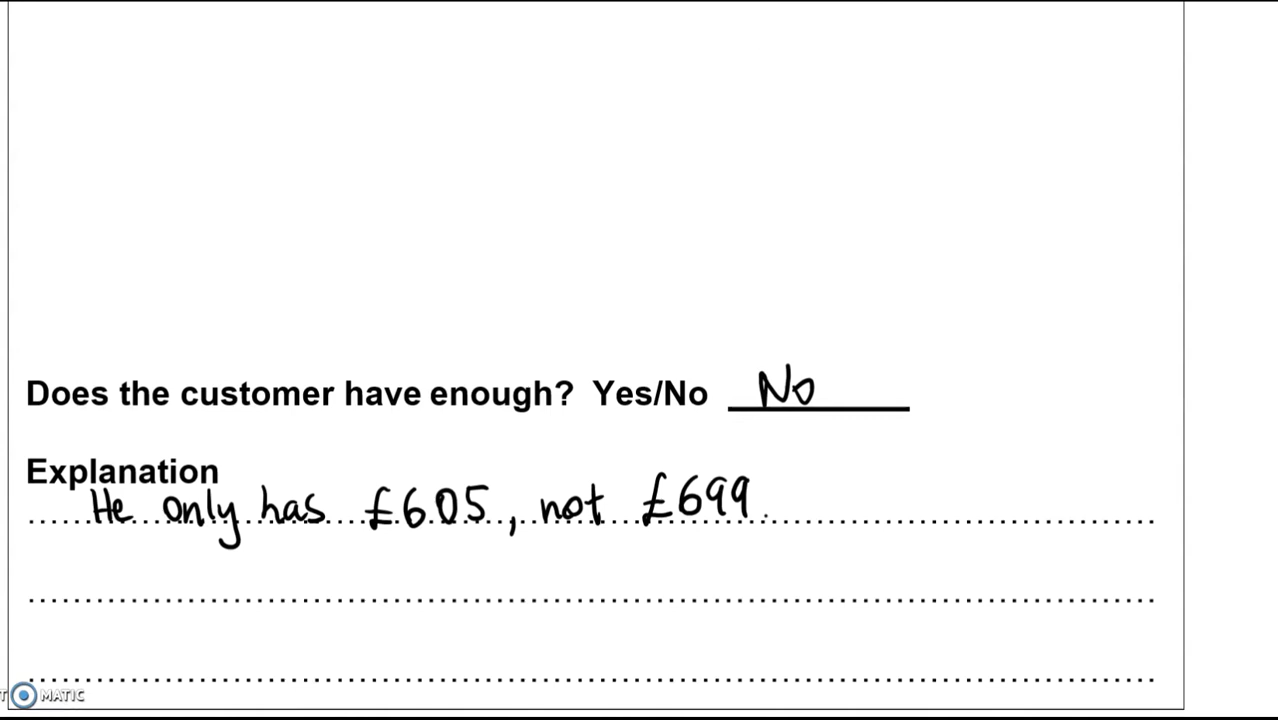 Does the customer have enough? Yes/No No
Explanation
He only has £605, not £699.
MATIC